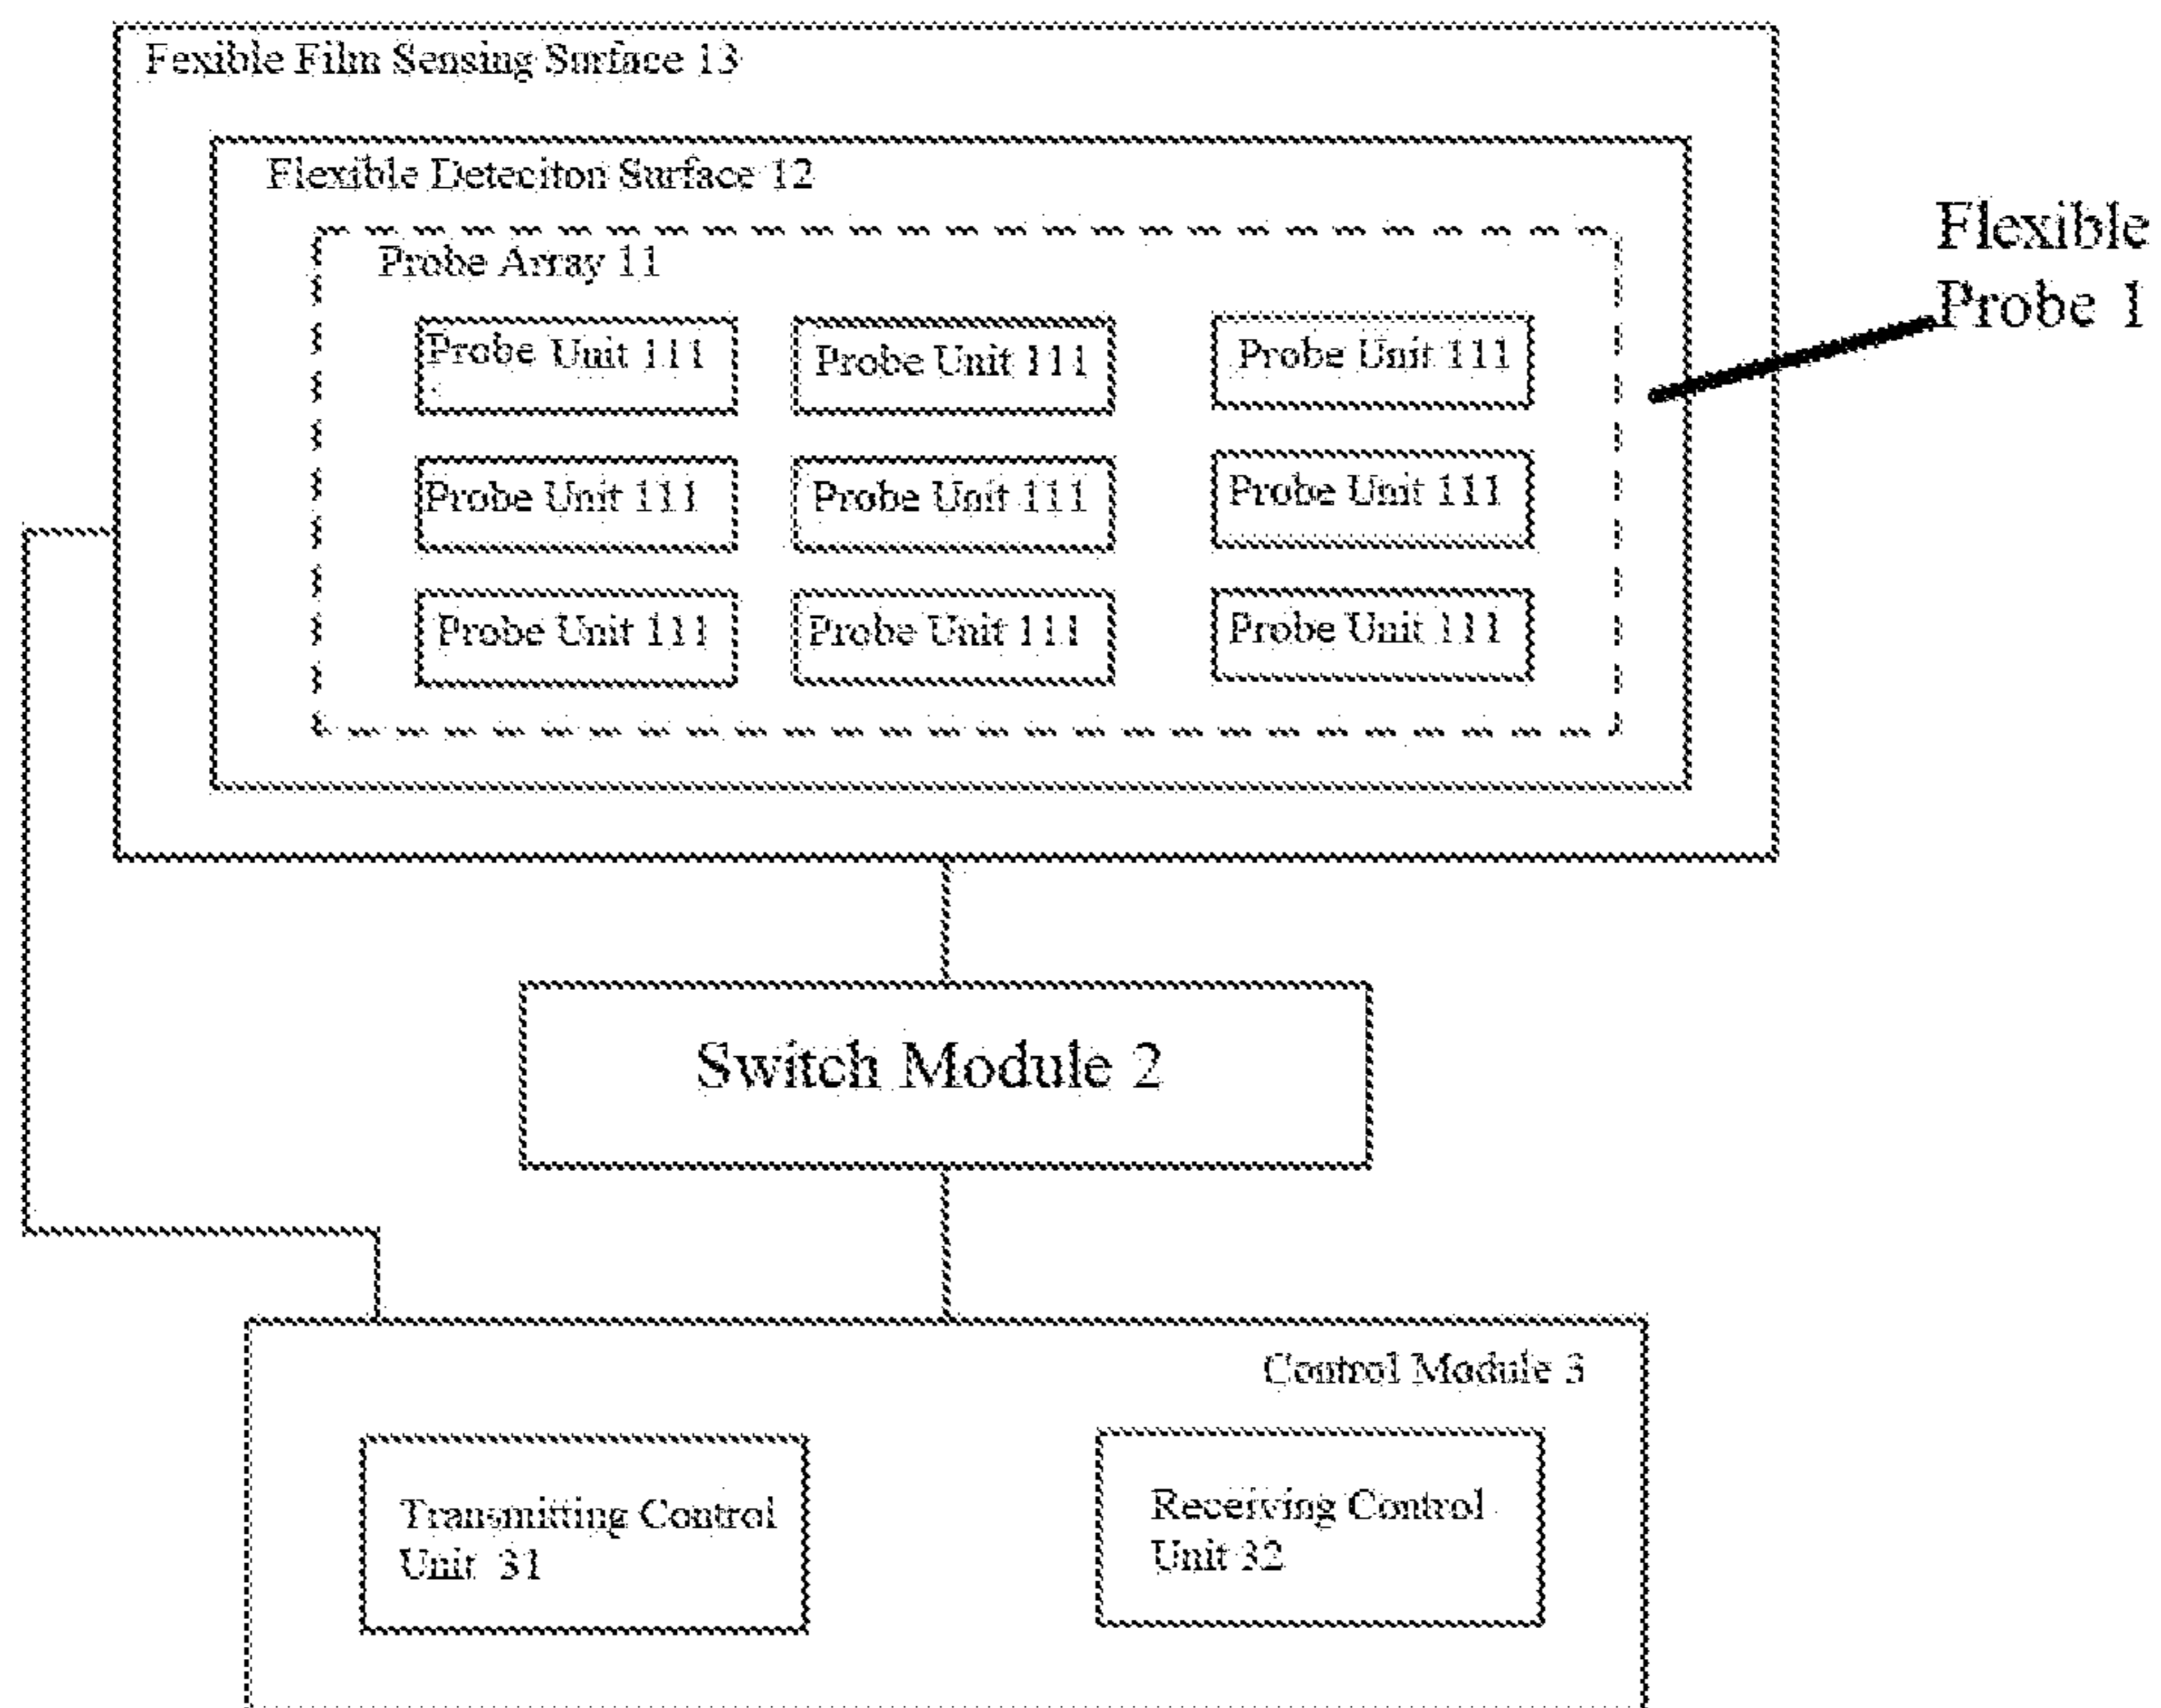 Fexible Film Sensing Surface 13
Flexible Deteciton Surface 12
Flexible
Probe 1
Probe Array 11
Probe Unit 111
Probe Unit 111
Probe Unit 111
Probe Unit 111
Probe Unit 111
Probe Unit 111
Probe Unit 111
Probe Unit 111
Probe Unit 111
Switch Module 2
Control Module 3
Transmitting Control
Unit 31
Receiving Control
Unit 32